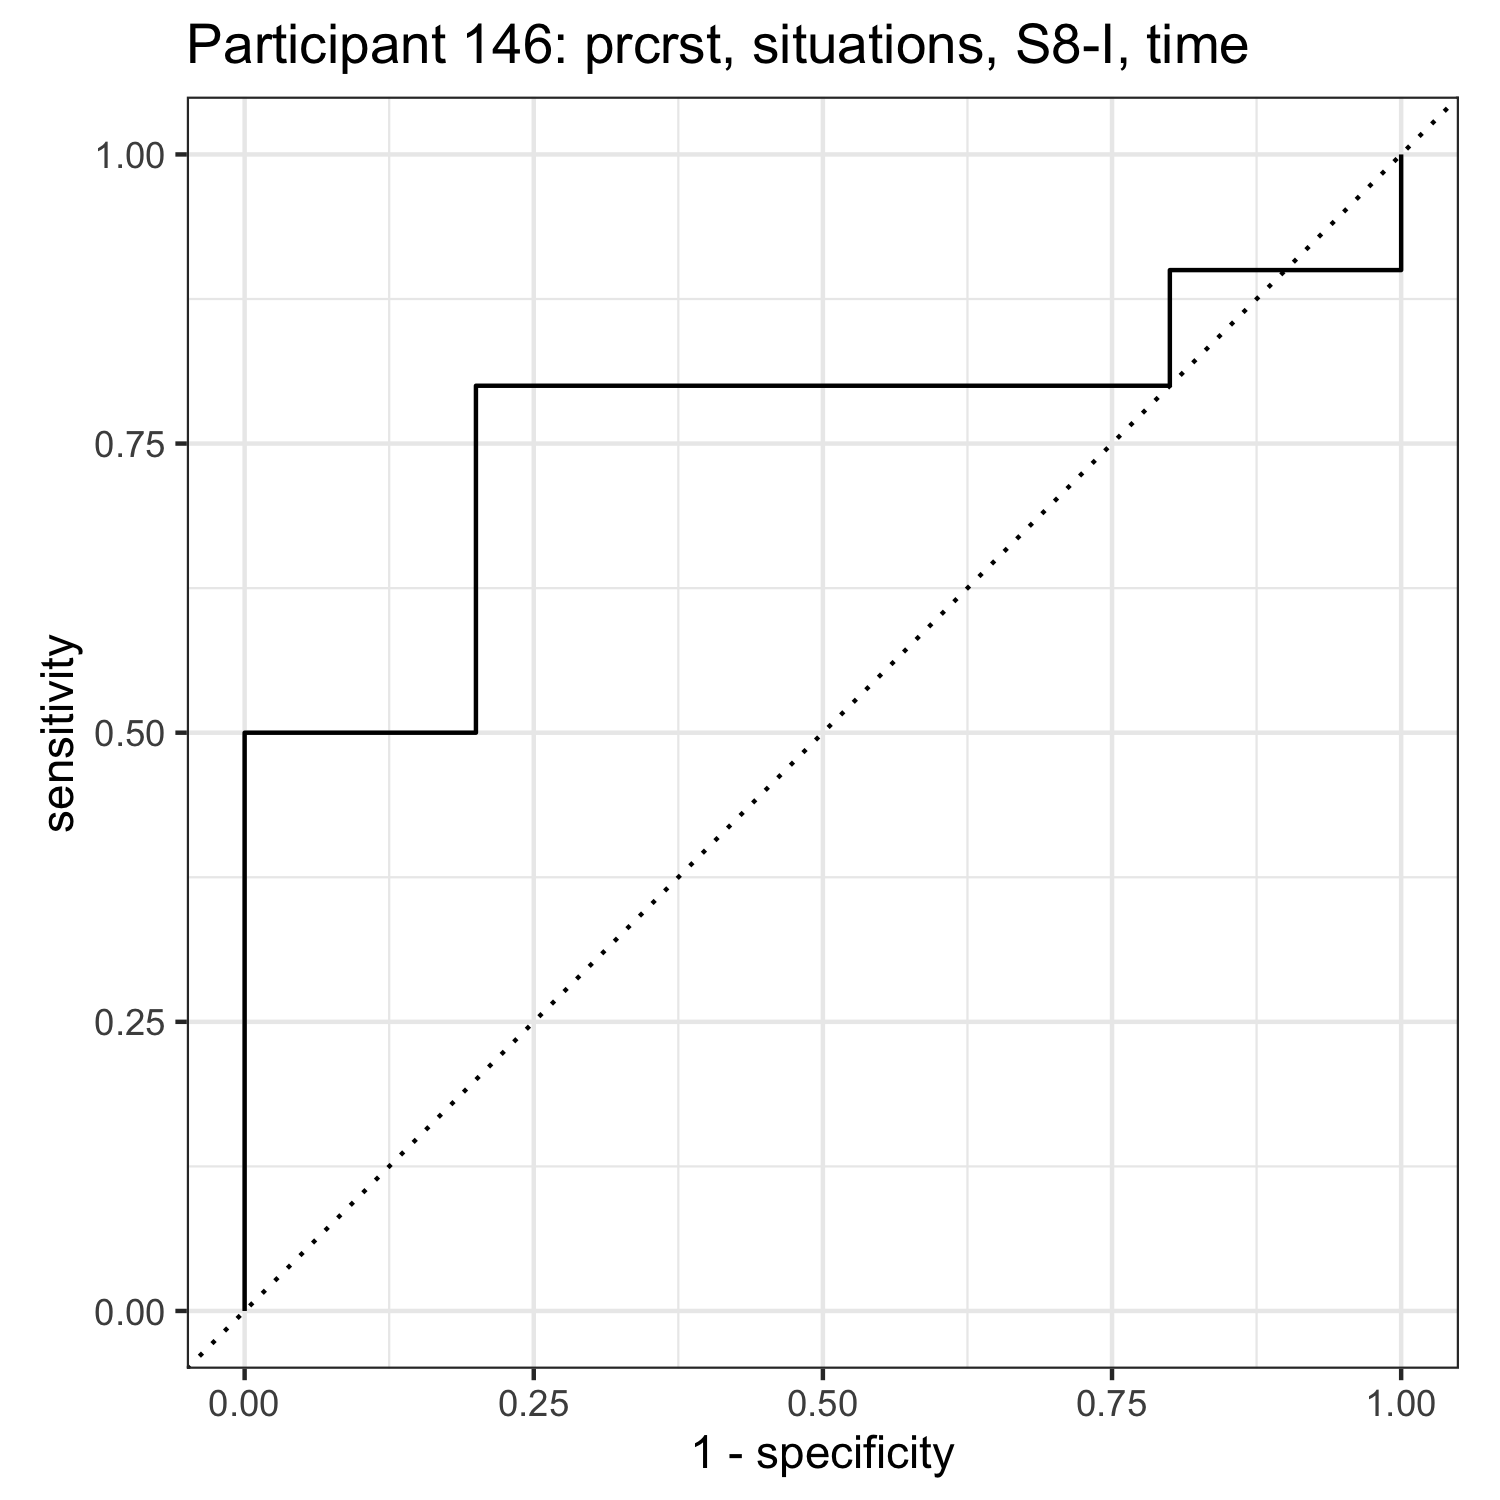 Participant 146: prcrst, situations, S8-I, time
1.00
0.75
0.50
0.25
0.00
sensitivity
0.00 0.25 0.50 0.75 1.00
1 - specificity